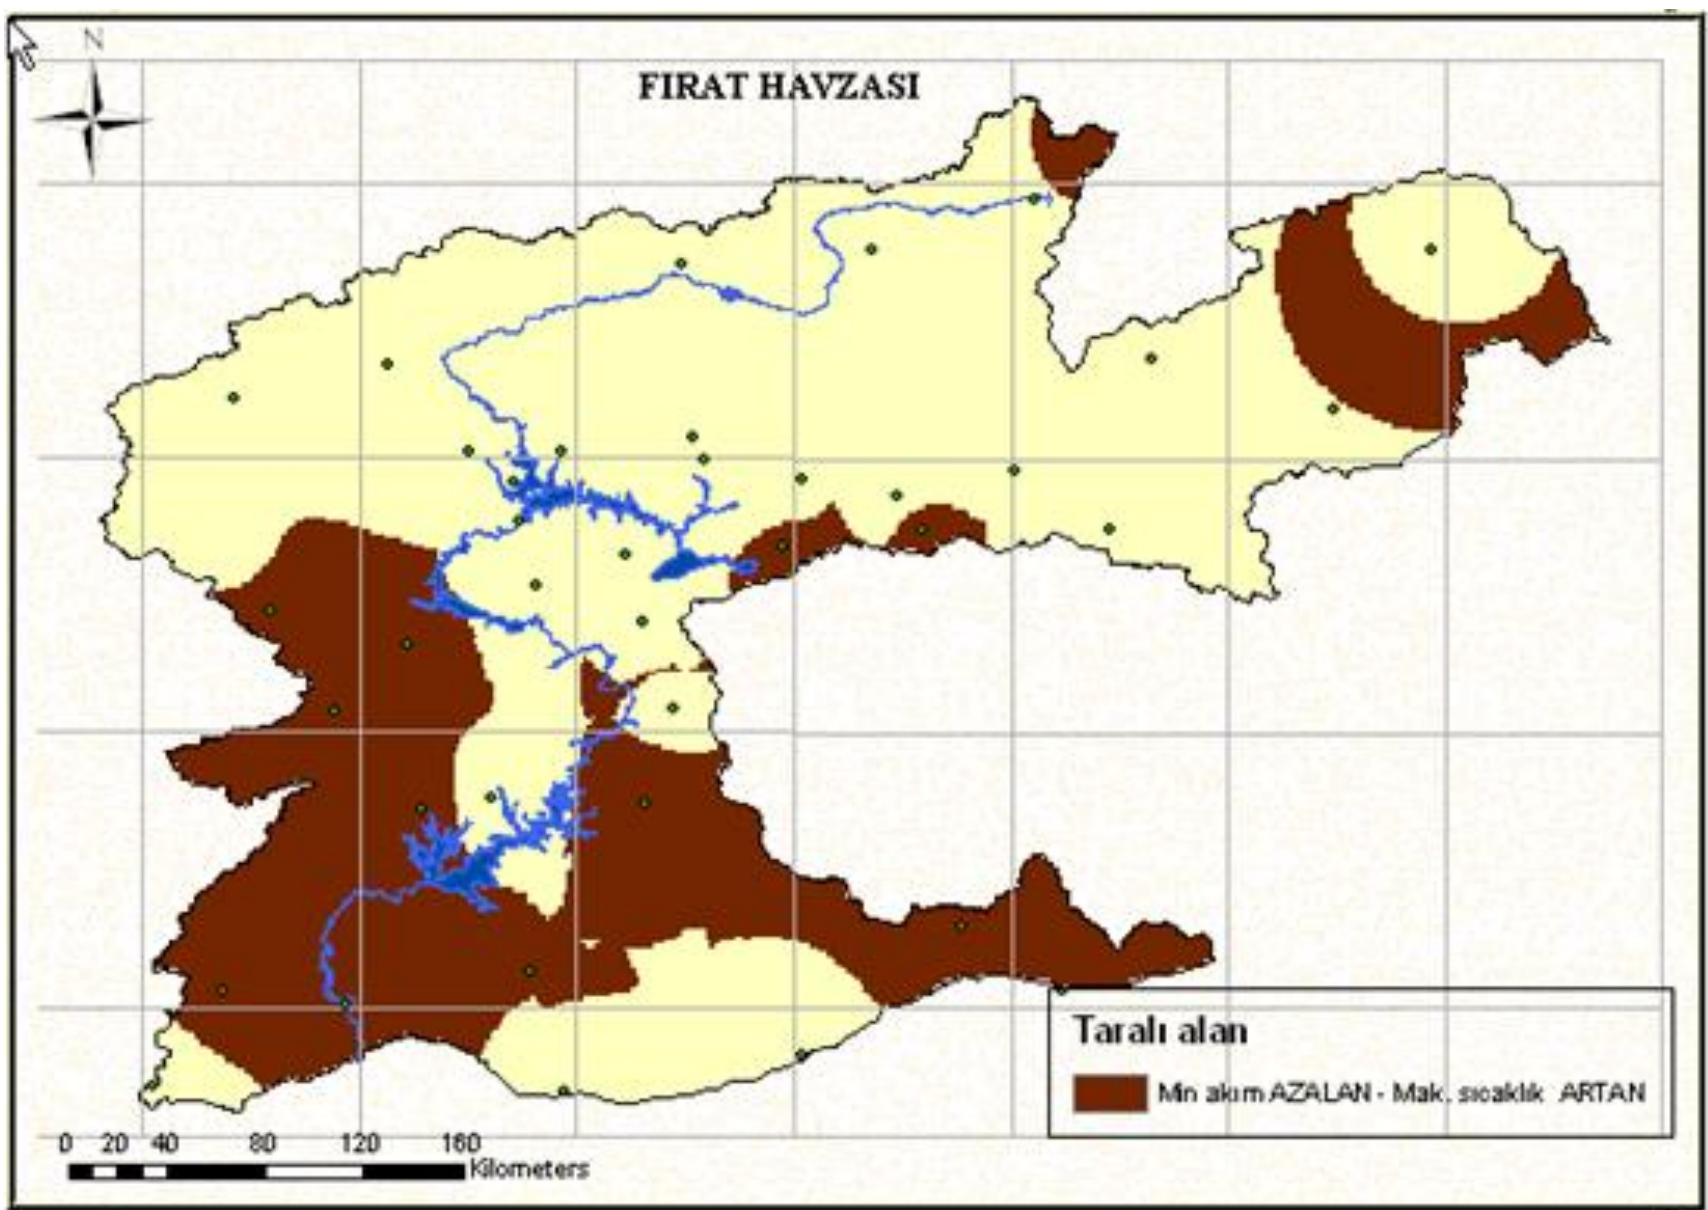 N
FIRAT HAVZASI
Taralı alan
Min akım AZALAN - Mak. sıcaklık ARTAN
0 20 40 80 120 160
Kilometers